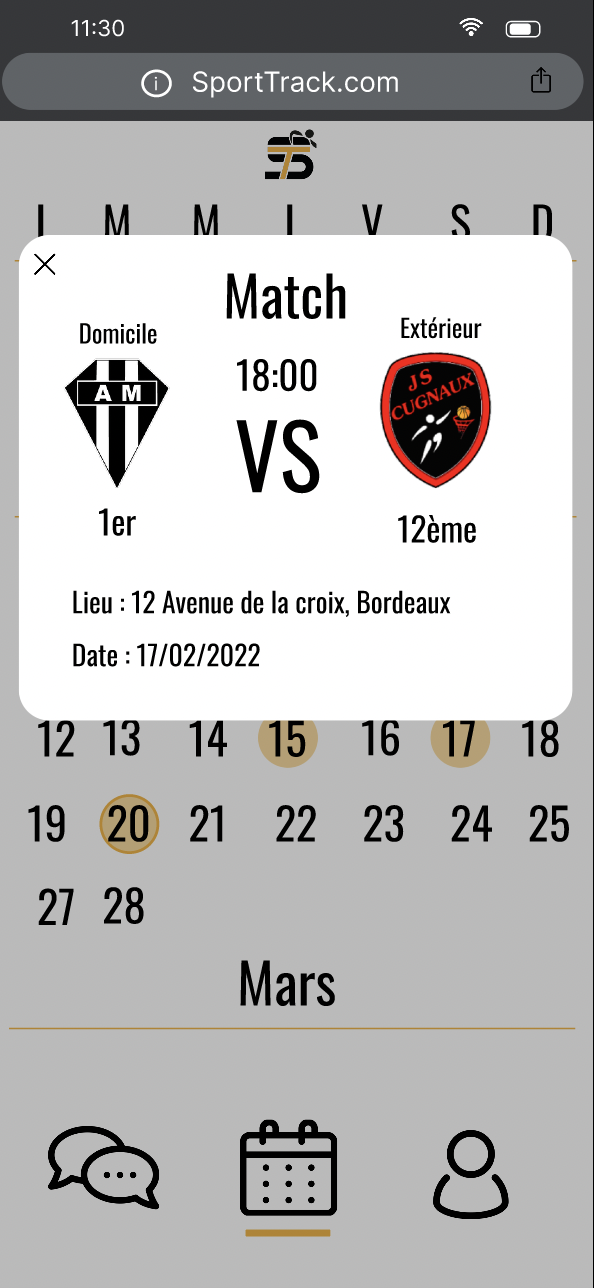 11:30
SportTrack.com
L M M J V S D
Match
Domicile
Extérieur
18:00
A M
JS
CUGNAUX
VS
1er
12ème
Lieu : 12 Avenue de la croix, Bordeaux
Date : 17/02/2022
12 13 14 15 16 17 18
19 20 21 22 23 24 25
27 28
Mars